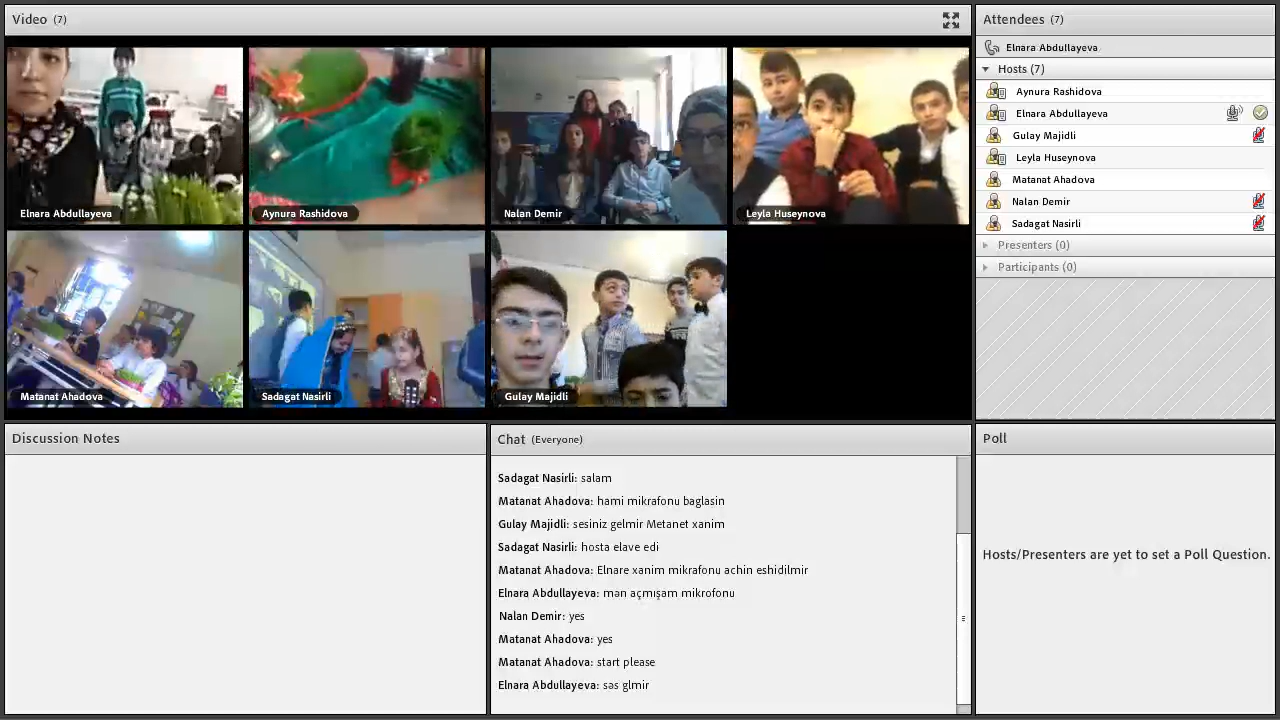 Video (7)
Elnara Abdullayeva
Aynura Rashidova
Nalan Demir
Leyla Huseynova
Matanat Ahadova
Sadagat Nasirli
Gulay Majidli
Attendees (7)
Elnara Abdullayeva
Hosts (7)
Aynura Rashidova
Elnara Abdullayeva
Gulay Majidli
Leyla Huseynova
Matanat Ahadova
Nalan Demir
Sadagat Nasirli
Presenters (0)
Participants (0)
Discussion Notes
Chat (Everyone)
Sadagat Nasirli: salam
Matanat Ahadova: hami mikrafonu baglasin
Gulay Majidli: sesiniz gelmir Metanet xanim
Sadagat Nasirli: hosta elave edi
Matanat Ahadova: Elnare xanim mikrafonu achin eshidilmir
Elnara Abdullayeva: mən açmışam mikrofonu
Nalan Demir: yes
Matanat Ahadova: yes
Matanat Ahadova: start please
Elnara Abdullayeva: səs glmir
Poll
Hosts/Presenters are yet to set a Poll Question.